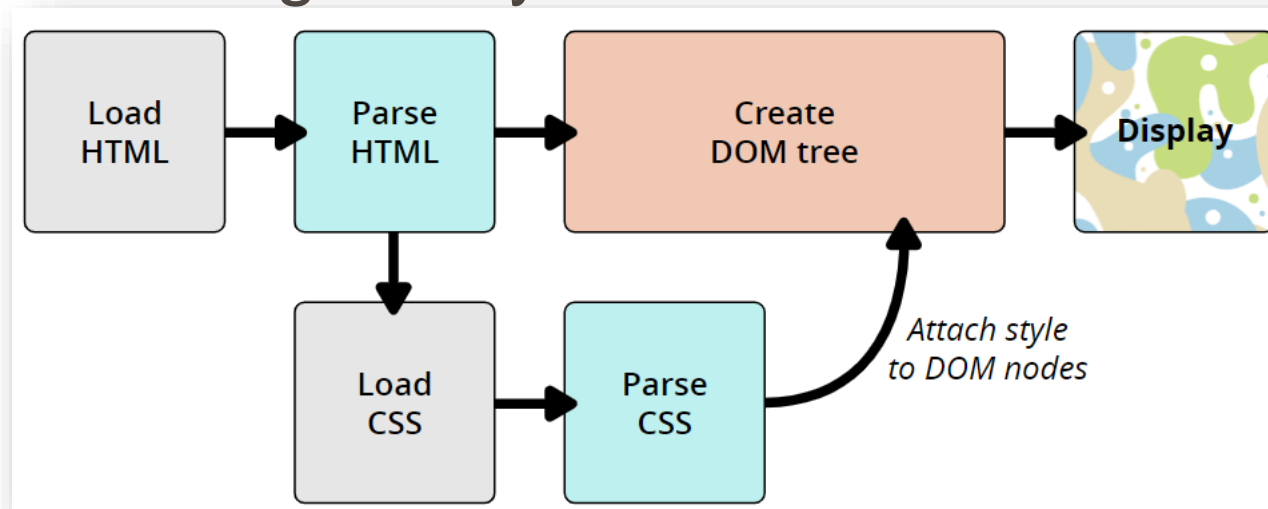 Load
HTML
Parse
HTML
Create
DOM tree
Display
Load
CSS
Parse
CSS
Attach style
to DOM nodes